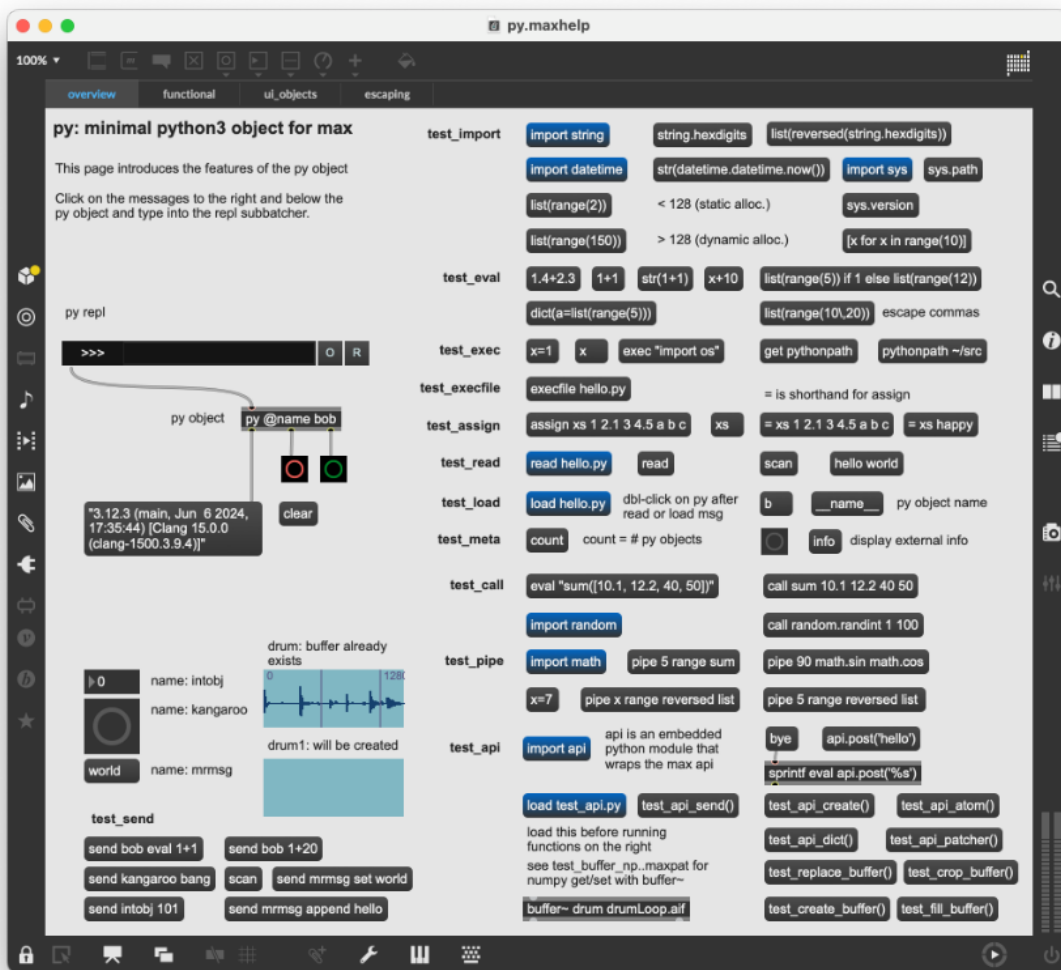 py.maxhelp
100%
overview functional ui_objects escaping
py: minimal python3 object for max
This page introduces the features of the py object
Click on the messages to the right and below the
py object and type into the repl subbatcher.
py repl
>>> O R
py object py @name bob
"3.12.3 (main, Jun 6 2024,
17:35:44) [Clang 15.0.0
(clang-1500.3.9.4)]"
clear
drum: buffer already
exists
0 1280
0 name: intobj
name: kangaroo
drum1: will be created
world name: mrmsg
test_send
send bob eval 1+1 send bob 1+20
send kangaroo bang scan send mrmsg set world
send intobj 101 send mrmsg append hello
test_import import string string.hexdigits list(reversed(string.hexdigits))
import datetime str(datetime.datetime.now()) import sys sys.path
list(range(2)) < 128 (static alloc.) sys.version
list(range(150)) > 128 (dynamic alloc.) [x for x in range(10)]
test_eval 1.4+2.3 1+1 str(1+1) x+10 list(range(5)) if 1 else list(range(12))
dict(a=list(range(5))) list(range(10\,20)) escape commas
test_exec x=1 x exec "import os" get pythonpath pythonpath ~/src
test_execfile execfile hello.py = is shorthand for assign
test_assign assign xs 1 2.1 3 4.5 a b c xs = xs 1 2.1 3 4.5 a b c = xs happy
test_read read hello.py read scan hello world
test_load load hello.py dbl-click on py after
read or load msg
b __name__ py object name
test_meta count count = # py objects info display external info
test_call eval "sum([10.1, 12.2, 40, 50])" call sum 10.1 12.2 40 50
import random call random.randint 1 100
test_pipe import math pipe 5 range sum pipe 90 math.sin math.cos
x=7 pipe x range reversed list pipe 5 range reversed list
test_api import api api is an embedded
python module that
wraps the max api
bye api.post('hello')
sprintf eval api.post('%s')
load test_api.py test_api_send() test_api_create() test_api_atom()
load this before running
functions on the right
test_api_dict() test_api_patcher()
see test_buffer_np..maxpat for
numpy get/set with buffer~
test_replace_buffer() test_crop_buffer()
buffer~ drum drumLoop.aif test_create_buffer() test_fill_buffer()